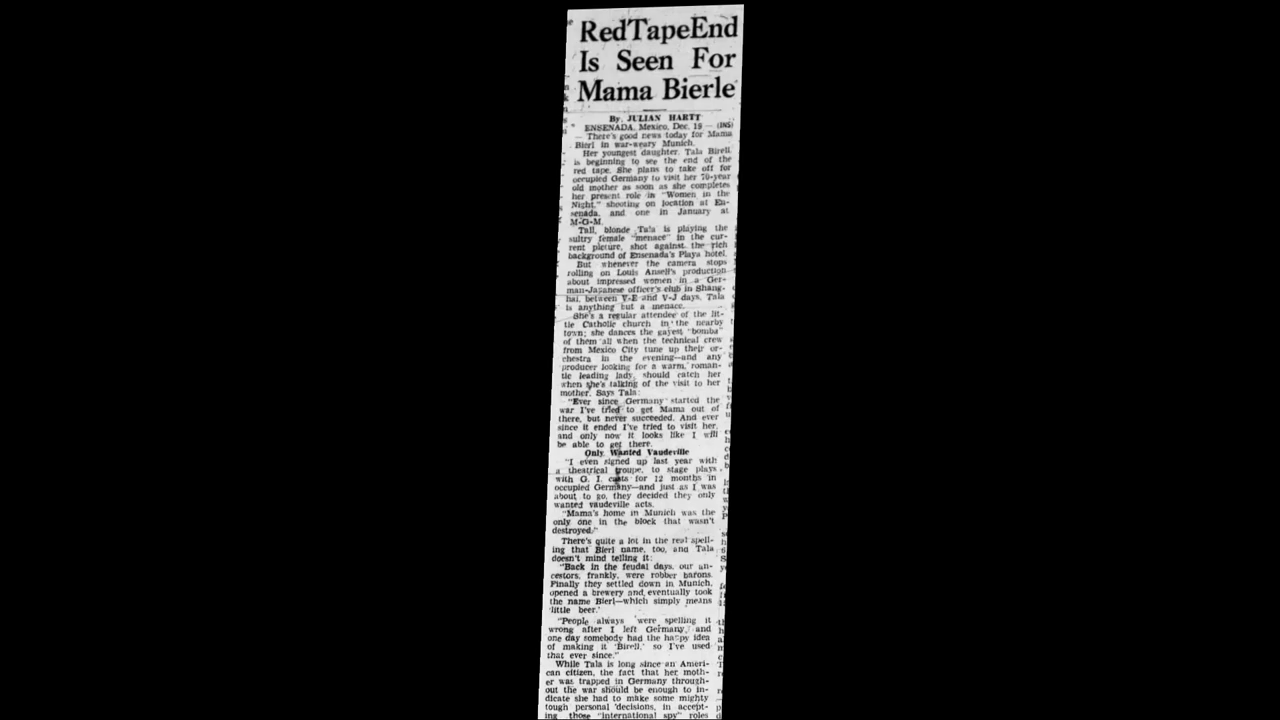 RedTapeEnd
Is Seen For
Mama Bierle
By JULIAN HARTT
ENSENADA, Mexico, Dec. 19 — (INS)
— There's good news today for Mama
Bierl in war-weary Munich.
Her youngest daughter, Tala Birell,
is beginning to see the end of the
red tape. She plans to take off for
occupied Germany to visit her 70-year
old mother as soon as she completes
her present role in "Women in the
Night," shooting on location at En-
senada, and one in January at
M-G-M.
Tall, blonde Tala is playing the
sultry female "menace" in the cur-
rent picture, shot against the rich
background of Ensenada's Playa hotel.
But whenever the camera stops
rolling on Louis Ansell's production
about impressed women in a Ger-
man-Japanese officer's club in Shang-
hai, between V-E and V-J days, Tala
is anything but a menace.
She's a regular attendee of the lit-
tle Catholic church in the nearby
town; she dances the gayest "bomba"
of them all when the technical crew
from Mexico City tune up their or-
chestra in the evening—and any
producer looking for a warm, roman-
tic leading lady, should catch her
when she's talking of the visit to her
mother. Says Tala:
"Ever since Germany started the
war I've tried to get Mama out of
there, but never succeeded. And ever
since it ended I've tried to visit her,
and only now it looks like I will
be able to get there.
Only Wanted Vaudeville
"I even signed up last year with
a theatrical troupe, to stage plays
with G. I. casts for 12 months in
occupied Germany—and just as I was
about to go, they decided they only
wanted vaudeville acts.
"Mama's home in Munich was the
only one in the block that wasn't
destroyed."
There's quite a lot in the real spell-
ing that Bierl name, too, and Tala
doesn't mind telling it:
"Back in the feudal days, our an-
cestors, frankly, were robber barons.
Finally they settled down in Munich,
opened a brewery and eventually took
the name Bierl—which simply means
'little beer.'
"People always were spelling it
wrong after I left Germany, and
one day somebody had the happy idea
of making it 'Birell,' so I've used
that ever since."
While Tala is long since an Ameri-
can citizen, the fact that her moth-
er was trapped in Germany through-
out the war should be enough to in-
dicate she had to make some mighty
tough personal decisions, in accept-
ing those "international spy" roles